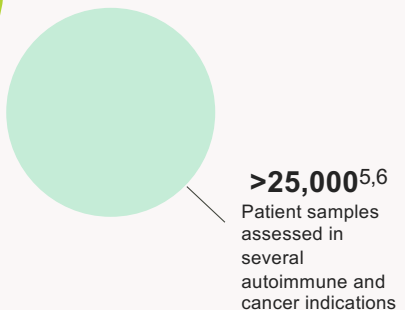 >25,0005,6
Patient samples
assessed in
several
autoimmune and
cancer indications